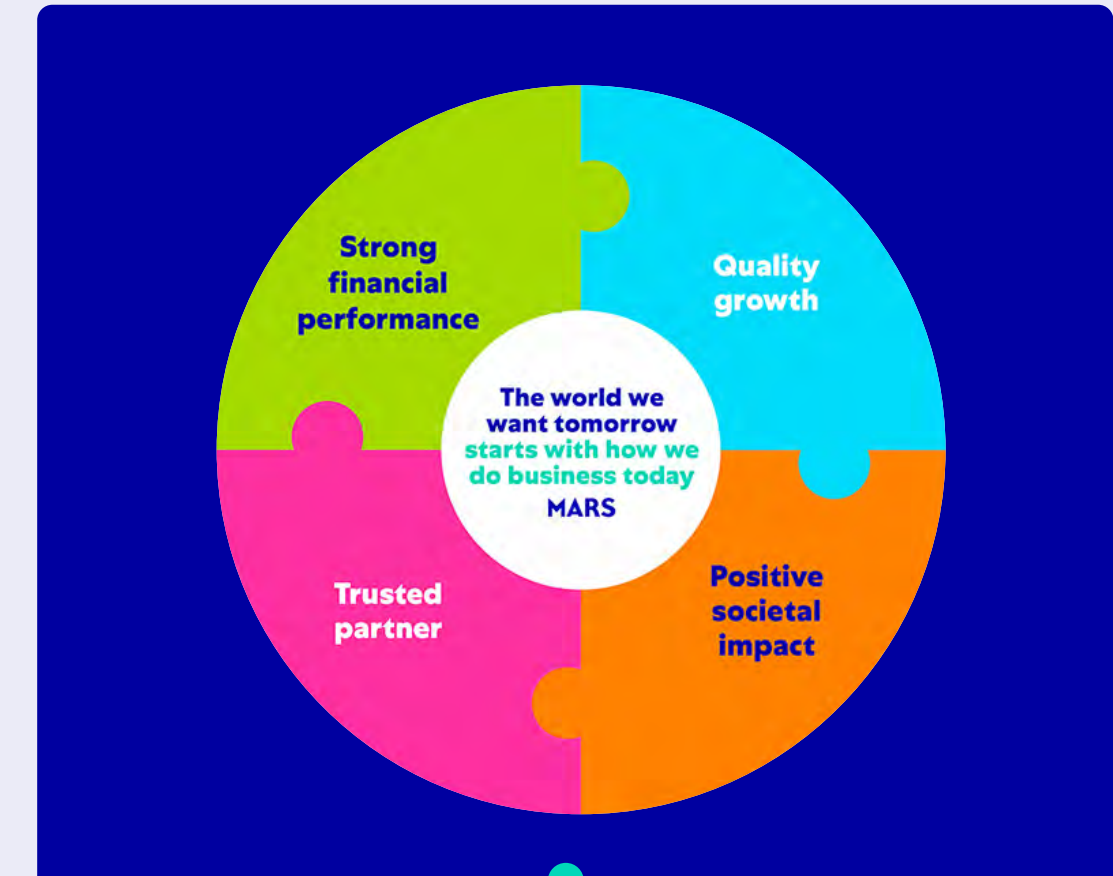 Strong
financial
performance
Quality
growth
The world we
want tomorrow
starts with how we
do business today
MARS
Trusted
partner
Positive
societal
impact